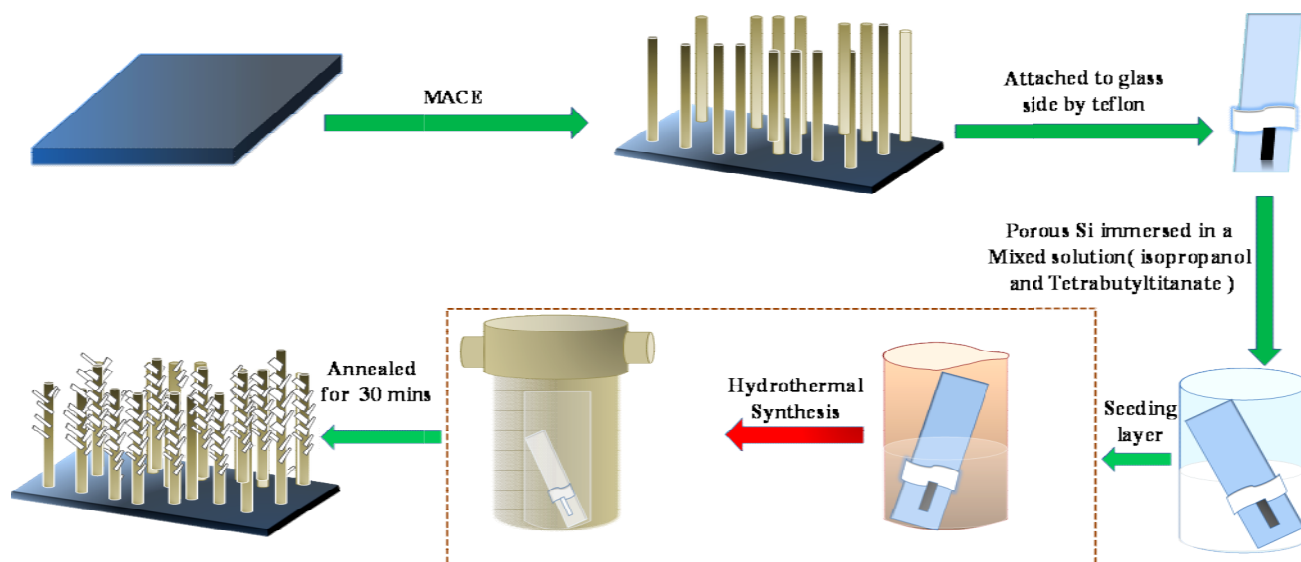 MACE
Attached to glass
side by teflon
Porous Si immersed in a
Mixed solution( isopropanol
and Tetrabutyltitanate )
Seeding
layer
Hydrothermal
Synthesis
Annealed
for 30 mins